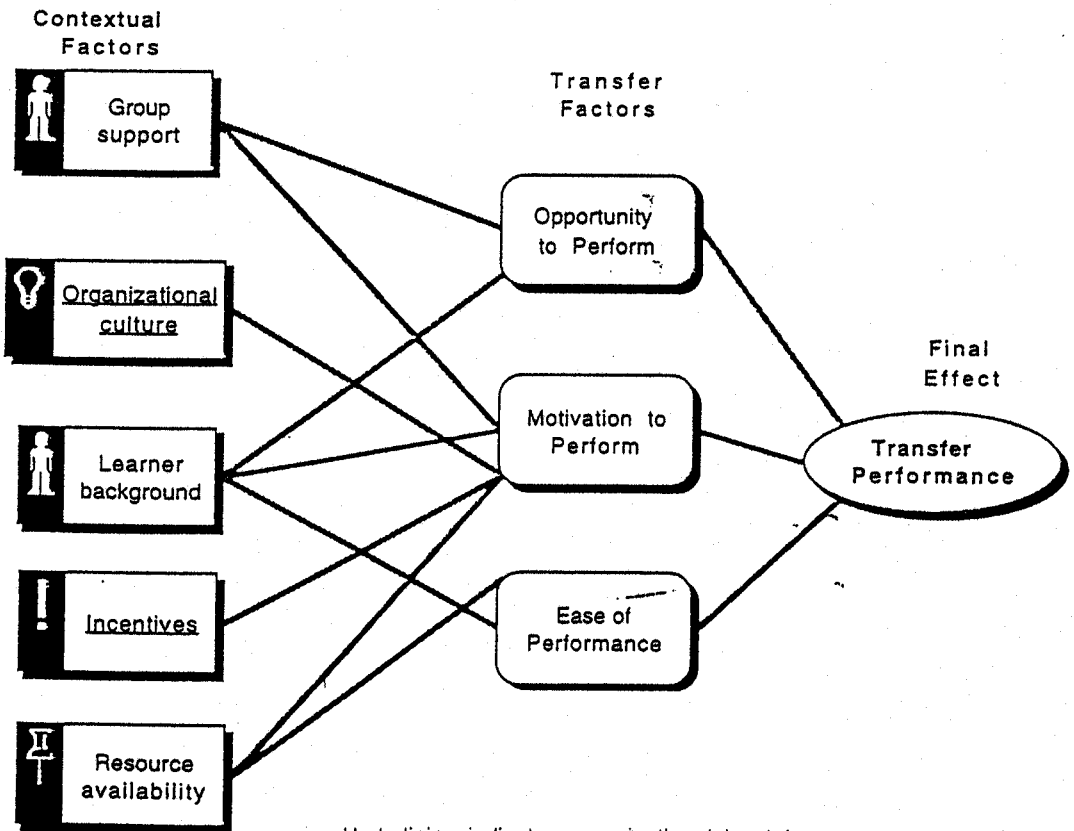 Contextual
Factors
Group
support
Organizational
culture
Learner
background
Incentives
Resource
availability
Transfer
Factors
Opportunity
to Perform
Motivation to
Perform
Ease of
Performance
Final
Effect
Transfer
Performance